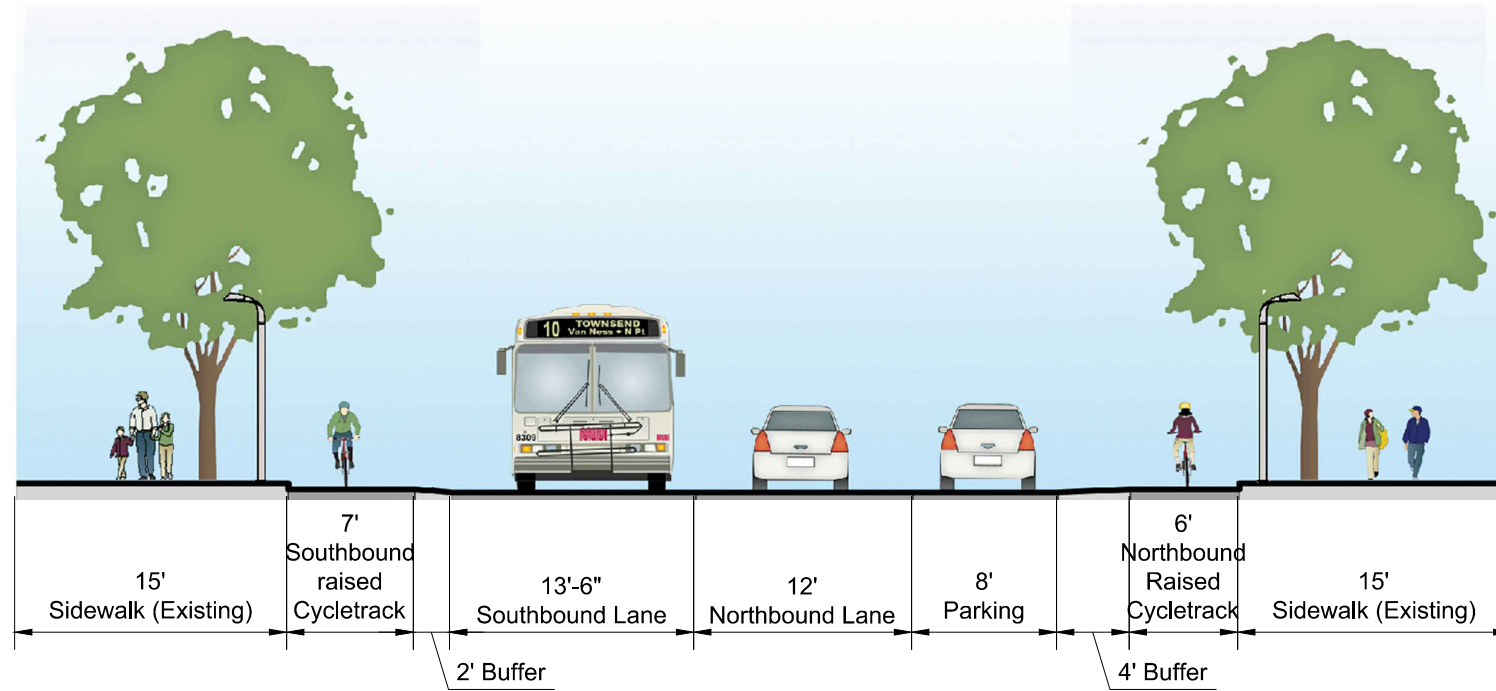 10 TOWNSEND
Van Ness + N Pt
8309
15'
Sidewalk (Existing)
7'
Southbound
raised
Cycletrack
2' Buffer
13'-6"
Southbound Lane
12'
Northbound Lane
8'
Parking
4' Buffer
6'
Northbound
Raised
Cycletrack
15'
Sidewalk (Existing)